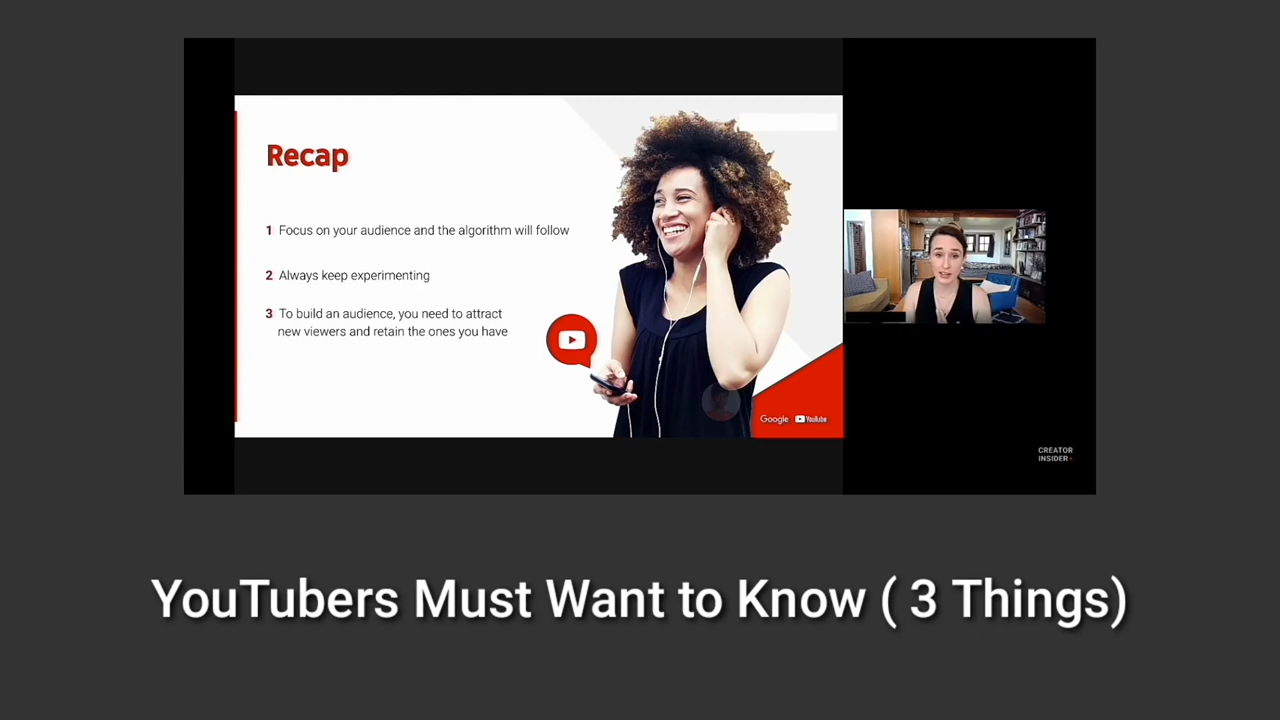 Recap
1 Focus on your audience and the algorithm will follow
2 Always keep experimenting
3 To build an audience, you need to attract
new viewers and retain the ones you have
Google YouTube
CREATOR
INSIDER+
YouTubers Must Want to Know ( 3 Things)